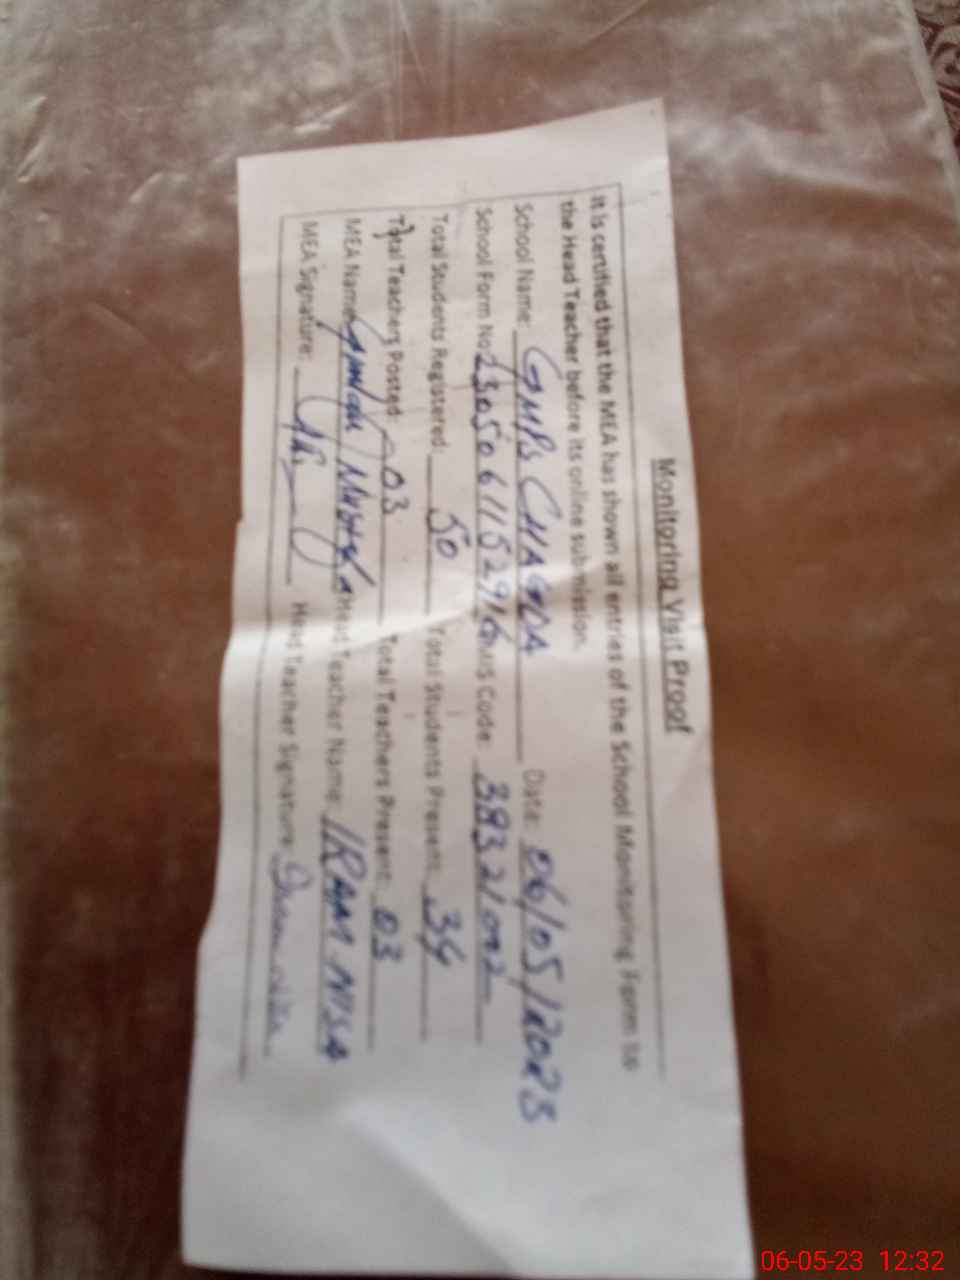 Monitoring Visit Proof
It is certified that the MEA has shown all entries of the School Monitoring Form to
the Head Teacher before its online submission.
School Name: GMPS CHAGDA Date: 06/05/2023
School Form No: 23050611152916 EMIS Code: 38321002
Total Students Registered: 50 Total Students Present: 34
Total Teachers Posted: 03 Total Teachers Present: 03
MEA Name: Mustafa Head Teacher Name: IRAM NISA
MEA Signature: Head Teacher Signature:
06-05-23 12:32